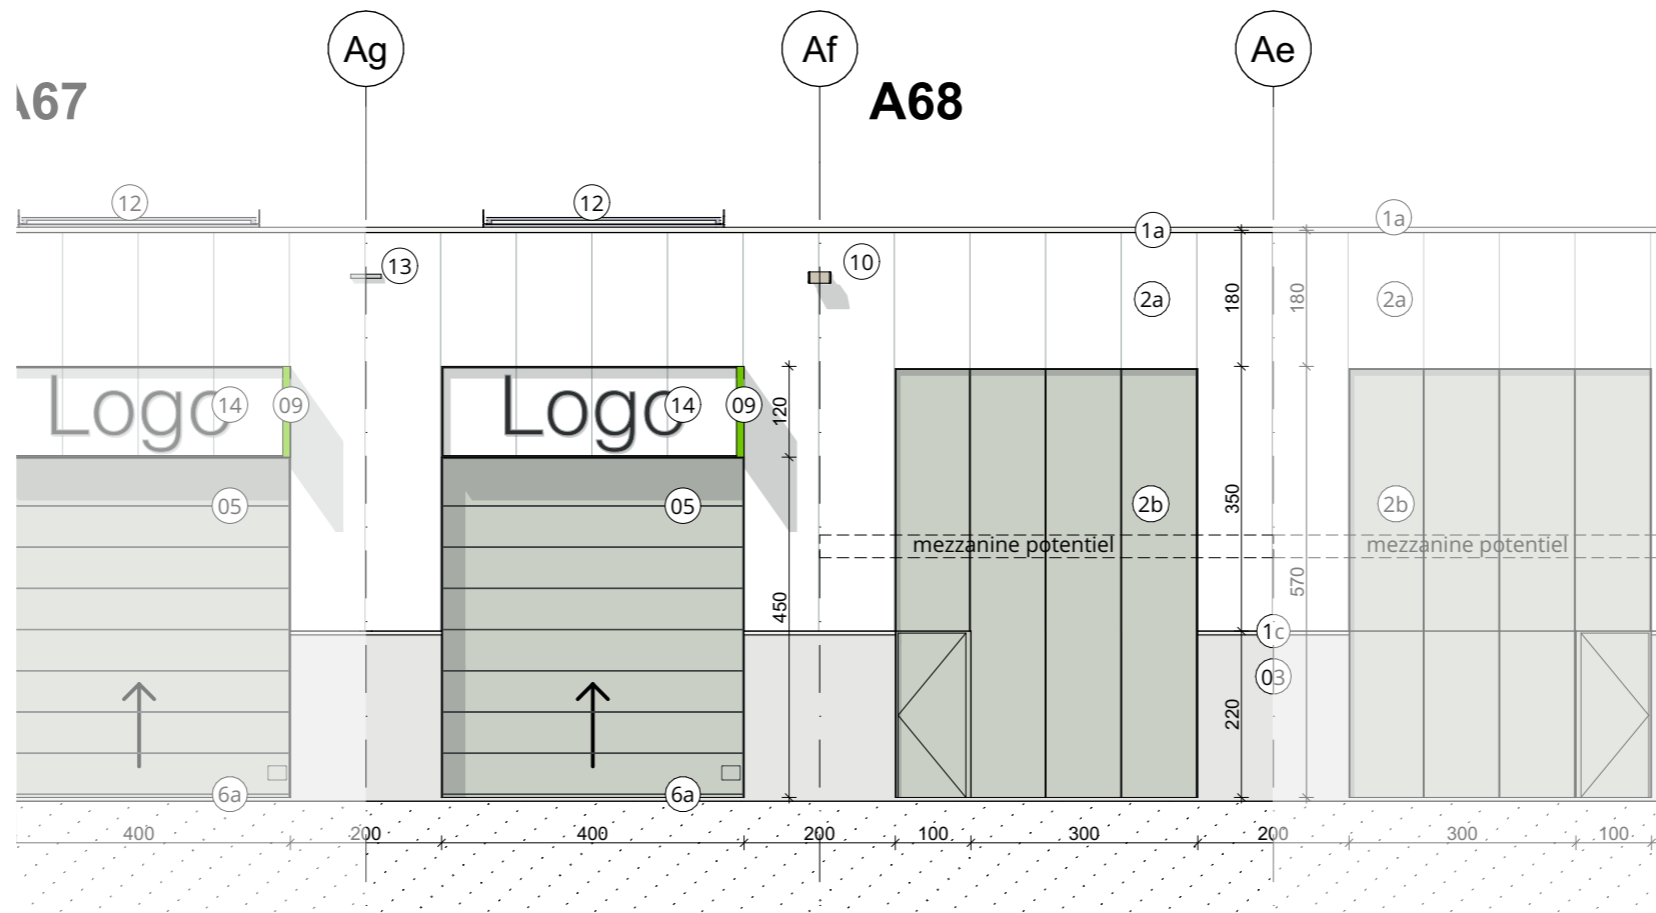 Ag Af Ae
A67 A68
12 12 1a 1a
13 10
2a 180 180 2a
Logo 14 09 Logo 14 09 120
05 05 2b 350 2b
mezzanine potentiel mezzanine potentiel
450 570
1c
03
220
6a 6a
400 200 400 200 100 300 200 300 100